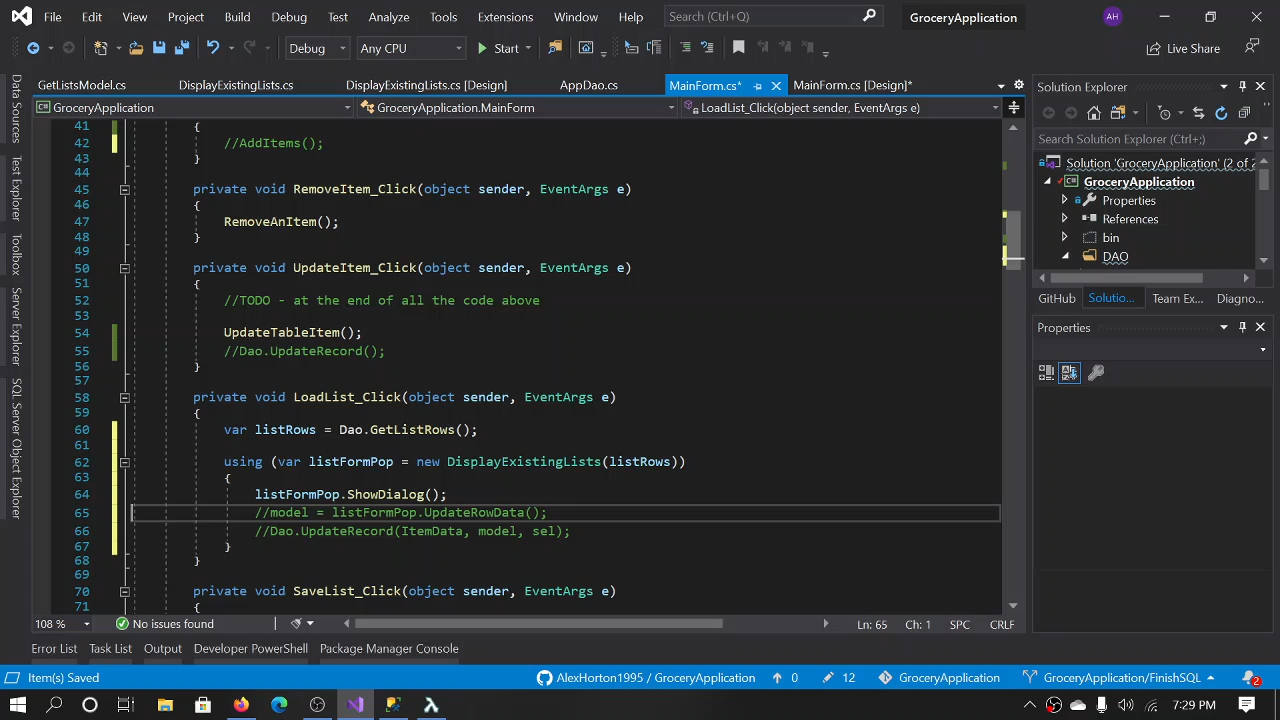 File Edit View Git Project Build Debug Test Analyze Tools Extensions Window Help Search (Ctrl+Q) GroceryApplication AH
Debug Any CPU Start Live Share
GetListsModel.cs DisplayExistingLists.cs DisplayExistingLists.cs [Design] AppDao.cs MainForm.cs* MainForm.cs [Design]*
GroceryApplication GroceryApplication.MainForm LoadList_Click(object sender, EventArgs e)
41 {
42 //AddItems();
43 }
44
45 private void RemoveItem_Click(object sender, EventArgs e)
46 {
47 RemoveAnItem();
48 }
49
50 private void UpdateItem_Click(object sender, EventArgs e)
51 {
52 //TODO - at the end of all the code above
53
54 UpdateTableItem();
55 //Dao.UpdateRecord();
56 }
57
58 private void LoadList_Click(object sender, EventArgs e)
59 {
60 var listRows = Dao.GetListRows();
61
62 using (var listFormPop = new DisplayExistingLists(listRows))
63 {
64 listFormPop.ShowDialog();
65 //model = listFormPop.UpdateRowData();
66 //Dao.UpdateRecord(ItemData, model, sel);
67 }
68 }
69
70 private void SaveList_Click(object sender, EventArgs e)
71 {
108 % No issues found Ln: 65 Ch: 1 SPC CRLF
Data Sources
Test Explorer
Toolbox
Server Explorer
SQL Server Object Explorer
Solution Explorer
Search Solution Explorer (Ctrl+;)
Solution 'GroceryApplication' (2 of 2
GroceryApplication
Properties
References
bin
DAO
GitHub Solutio... Team Ex... Diagno...
Properties
Error List Task List Output Developer PowerShell Package Manager Console
Item(s) Saved AlexHorton1995 / GroceryApplication 0 12 GroceryApplication GroceryApplication/FinishSQL 2
7:29 PM